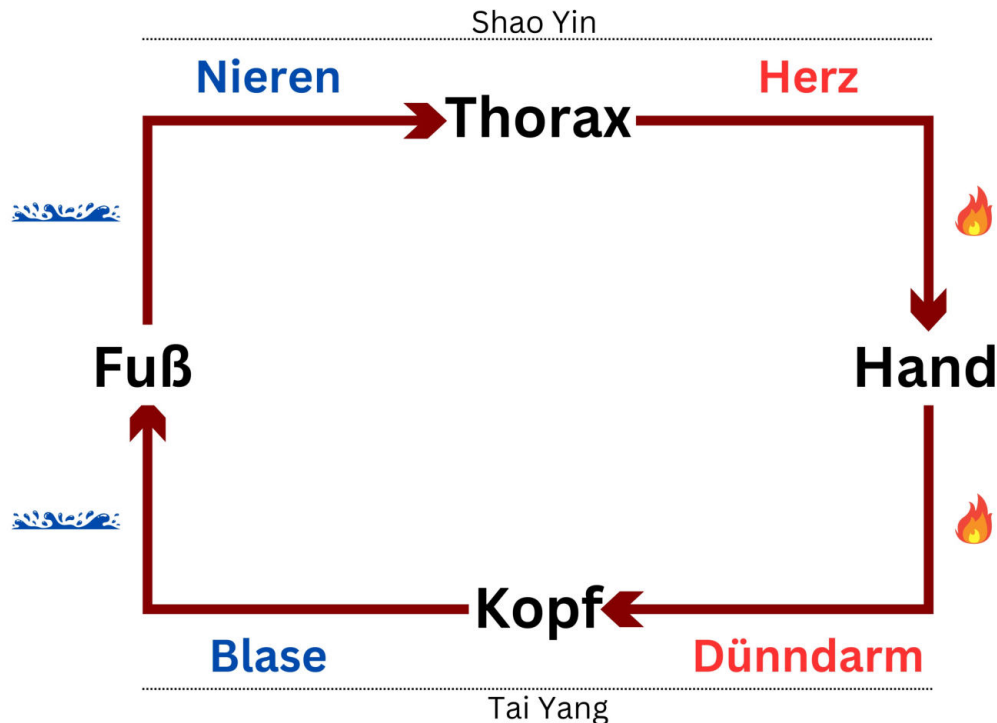 Shao Yin
Nieren
Herz
Thorax
Fuß
Hand
Kopf
Blase
Dünndarm
Tai Yang